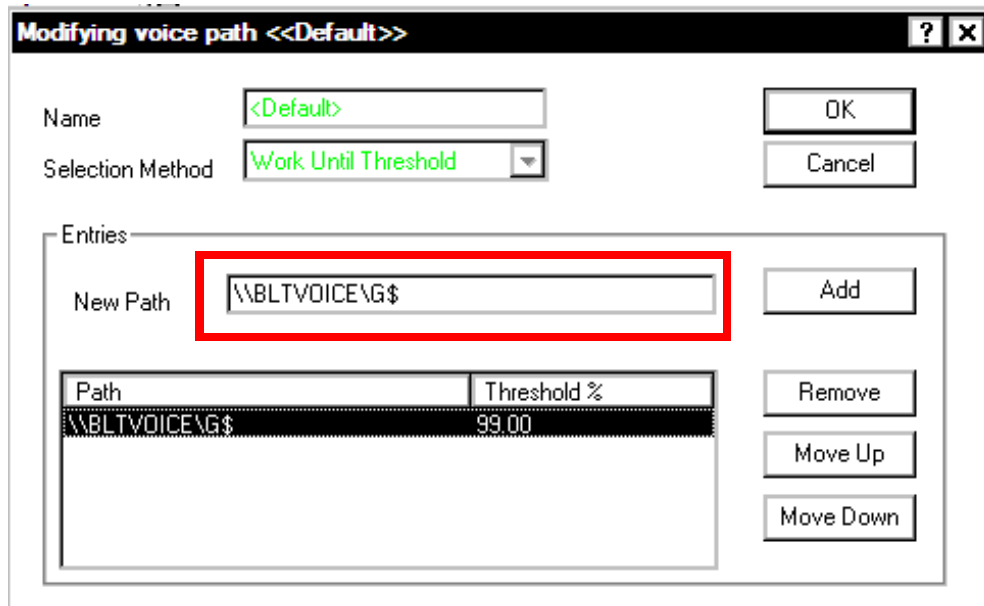 Modifying voice path <<Default>>
Name
<Default>
OK
Selection Method
Work Until Threshold
Cancel
Entries
New Path
\\BLTVOICE\G$
Add
Path Threshold %
\\BLTVOICE\G$ 99.00
Remove
Move Up
Move Down